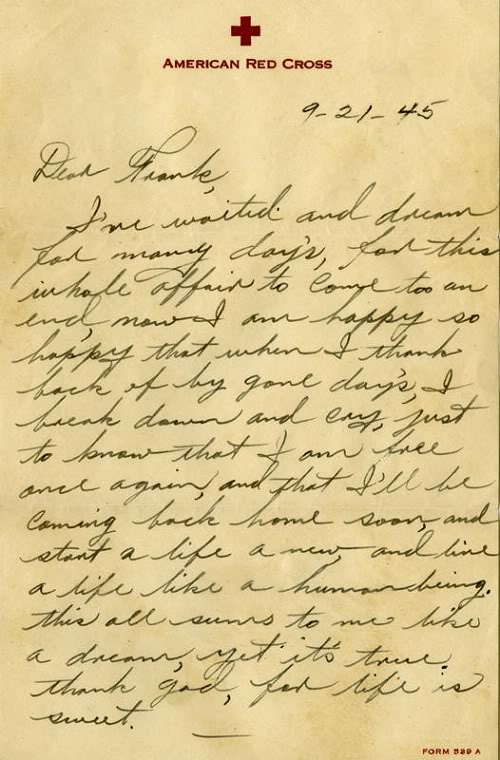 AMERICAN RED CROSS
9-21-45
Dear Frank,
I've waited and dream
for many day's, for this
whole affair to come too an
end, now I am happy so
happy that when I thank
back of by gone day's, I
break down and cry, just
to know that I am free
once again, and that I'll be
coming back home soon, and
start a life a new, and live
a life like a human being.
this all seems to me like
a dream, yet it's true.
thank god, for life is
sweet.
FORM 539 A